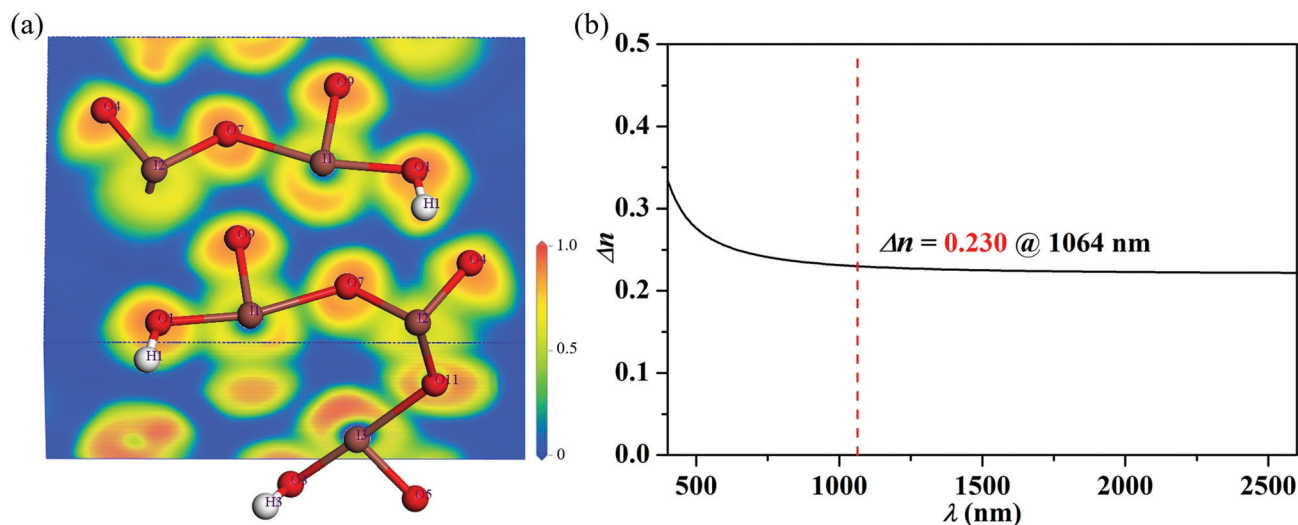 (a)
O9
O4
O7
I2
I1
O1
H1
O9
O4
O7
I1
I2
O1
H1
O11
I3
O3
H3
O5
1.0
0.5
0
(b)
0.5
0.4
0.3
0.2
0.1
0.0
Δn
Δn = 0.230 @ 1064 nm
500
1000
1500
2000
2500
λ (nm)